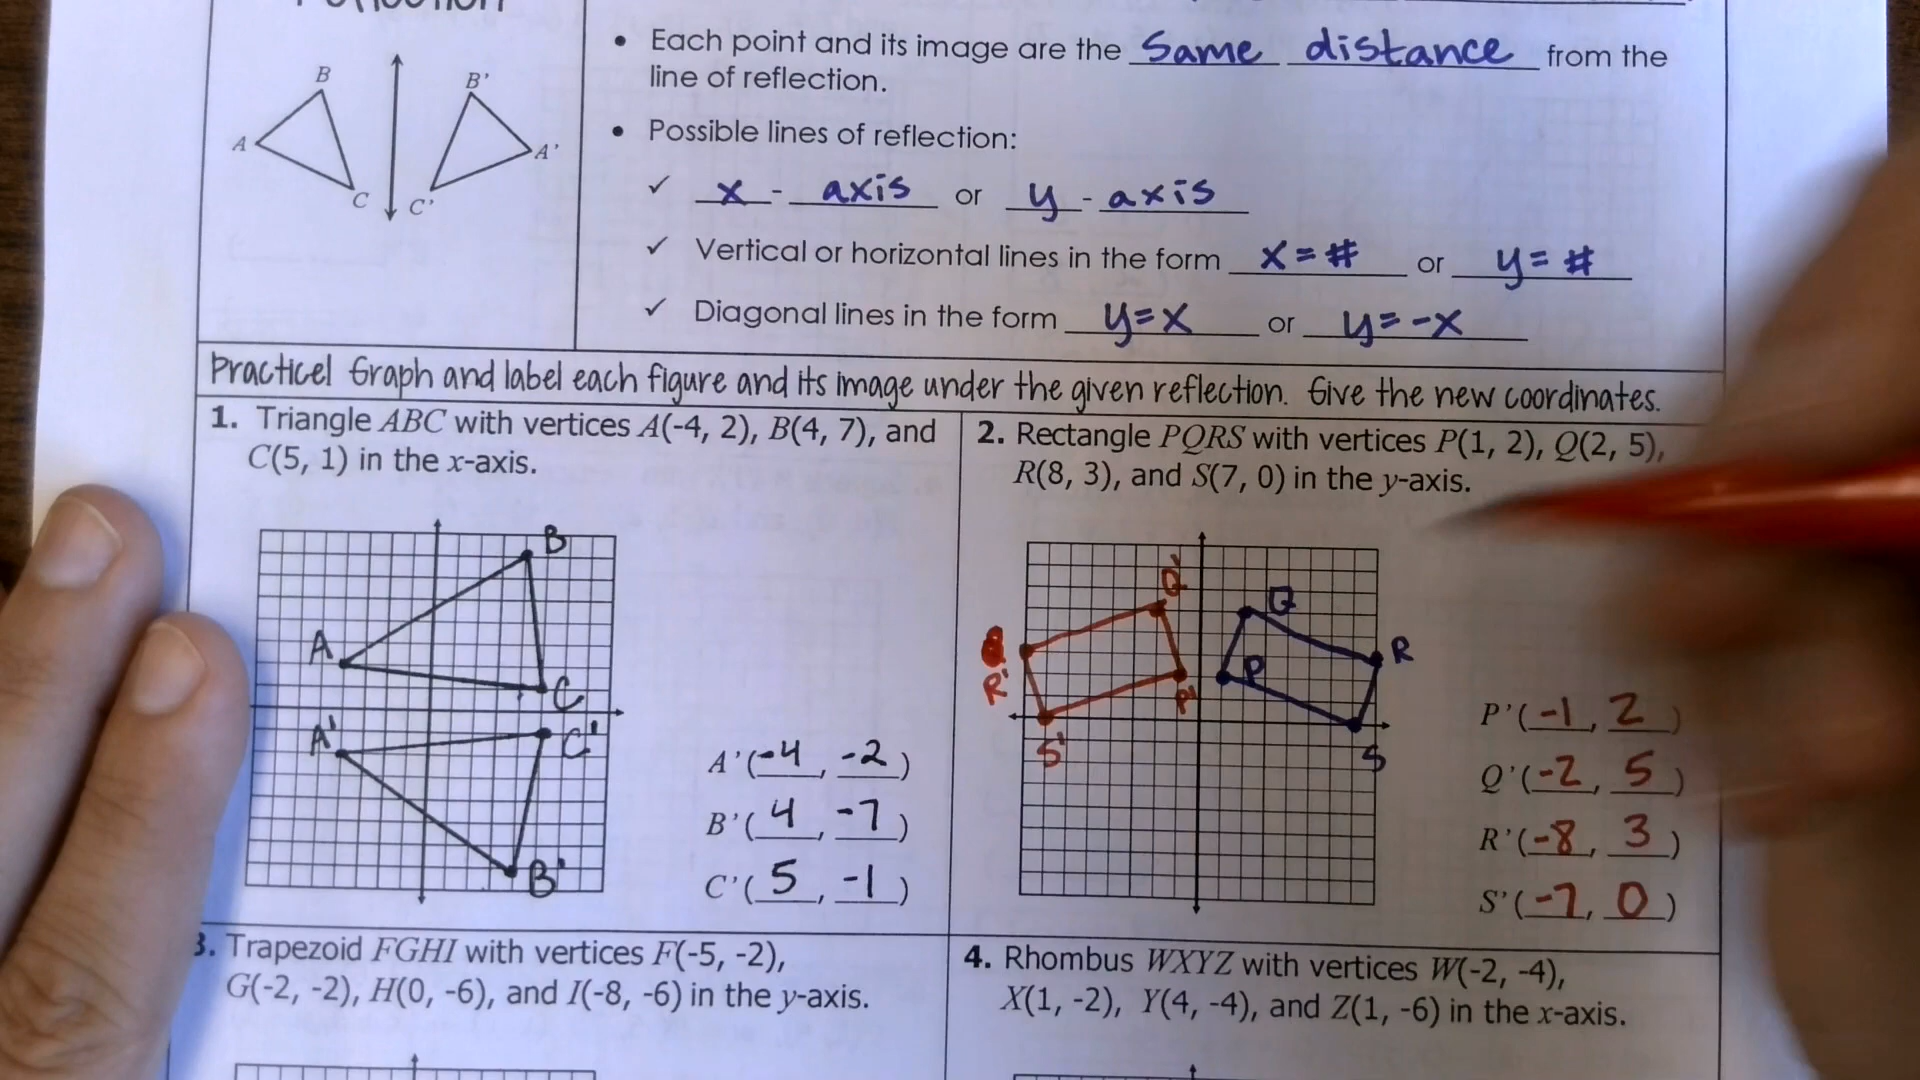 • Each point and its image are the Same distance from the
line of reflection.
B
B'
A
A'
C
C'
• Possible lines of reflection:
✓ x - axis or y - axis
✓ Vertical or horizontal lines in the form x = # or y = #
✓ Diagonal lines in the form y=x or y=-x
Practice! Graph and label each figure and its image under the given reflection. Give the new coordinates.
1. Triangle ABC with vertices A(-4, 2), B(4, 7), and
C(5, 1) in the x-axis.
B
A
C
A'
C'
B'
A'(-4, -2)
B'(4, -7)
C'(5, -1)
2. Rectangle PQRS with vertices P(1, 2), Q(2, 5),
R(8, 3), and S(7, 0) in the y-axis.
Q'
Q
R
P
R'
P'
S'
S
P'(-1, 2)
Q'(-2, 5)
R'(-8, 3)
S'(-7, 0)
3. Trapezoid FGHI with vertices F(-5, -2),
G(-2, -2), H(0, -6), and I(-8, -6) in the y-axis.
4. Rhombus WXYZ with vertices W(-2, -4),
X(1, -2), Y(4, -4), and Z(1, -6) in the x-axis.